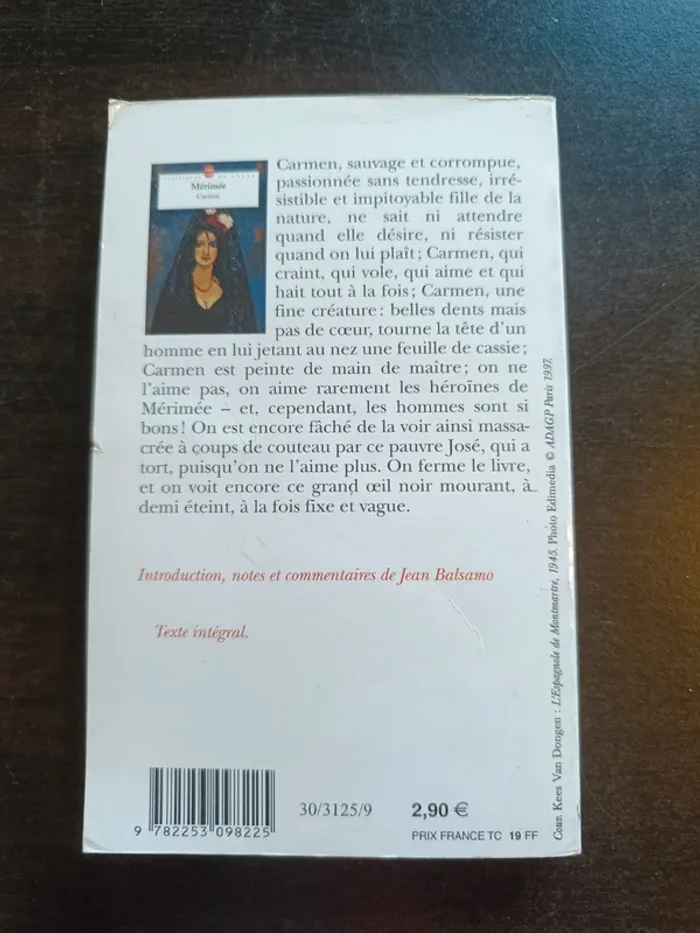 Mérimée
Carmen
Carmen, sauvage et corrompue,
passionnée sans tendresse, irré-
sistible et impitoyable fille de la
nature, ne sait ni attendre
quand elle désire, ni résister
quand on lui plaît ; Carmen, qui
craint, qui vole, qui aime et qui
hait tout à la fois ; Carmen, une
fine créature : belles dents mais
pas de cœur, tourne la tête d'un
homme en lui jetant au nez une feuille de cassie ;
Carmen est peinte de main de maître ; on ne
l'aime pas, on aime rarement les héroïnes de
Mérimée – et, cependant, les hommes sont si
bons ! On est encore fâché de la voir ainsi massa-
crée à coups de couteau par ce pauvre José, qui a
tort, puisqu'on ne l'aime plus. On ferme le livre,
et on voit encore ce grand œil noir mourant, à
demi éteint, à la fois fixe et vague.
Introduction, notes et commentaires de Jean Balsamo
Texte intégral.
Couv. Kees Van Dongen : L'Espagnole de Montmartre, 1945. Photo Edimedia © ADAGP Paris 1997.
9 782253 098225
30/3125/9
2,90 €
PRIX FRANCE TC 19 FF